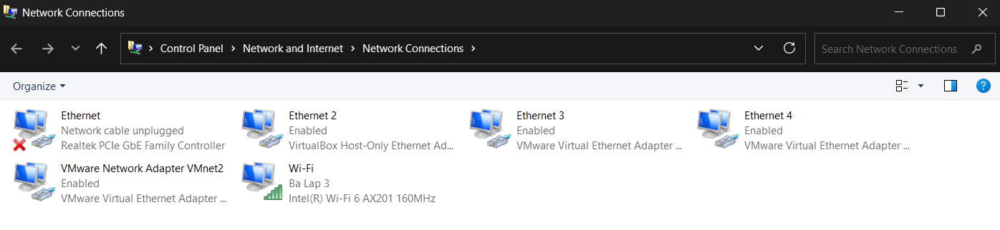 Network Connections
Control Panel > Network and Internet > Network Connections >
Search Network Connections
Organize
Ethernet
Network cable unplugged
Realtek PCIe GbE Family Controller
Ethernet 2
Enabled
VirtualBox Host-Only Ethernet Ad...
Ethernet 3
Enabled
VMware Virtual Ethernet Adapter ...
Ethernet 4
Enabled
VMware Virtual Ethernet Adapter ...
VMware Network Adapter VMnet2
Enabled
VMware Virtual Ethernet Adapter ...
Wi-Fi
Ba Lap 3
Intel(R) Wi-Fi 6 AX201 160MHz